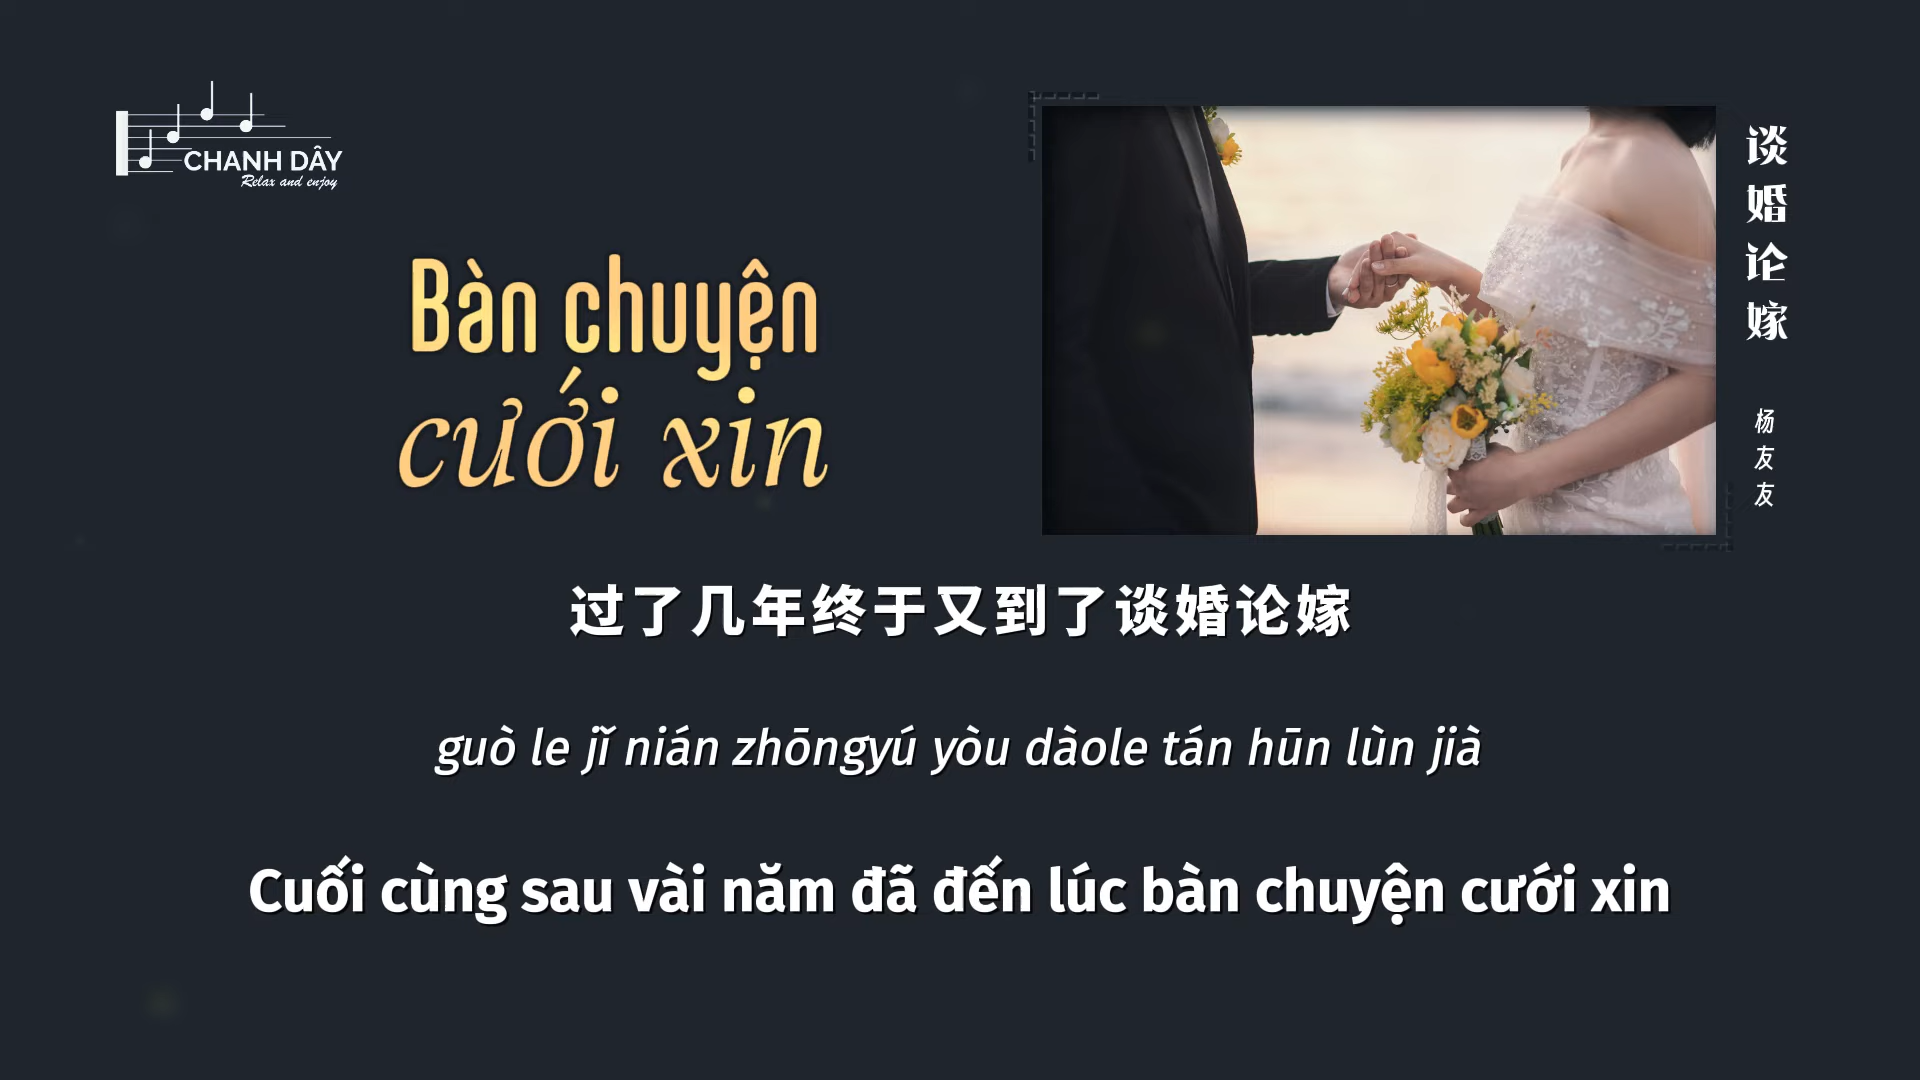 CHANH DÂY
Relax and enjoy
Bàn chuyện
cưới xin
谈婚论嫁
杨友友
过了几年终于又到了谈婚论嫁
guò le jǐ nián zhōngyú yòu dàole tán hūn lùn jià
Cuối cùng sau vài năm đã đến lúc bàn chuyện cưới xin